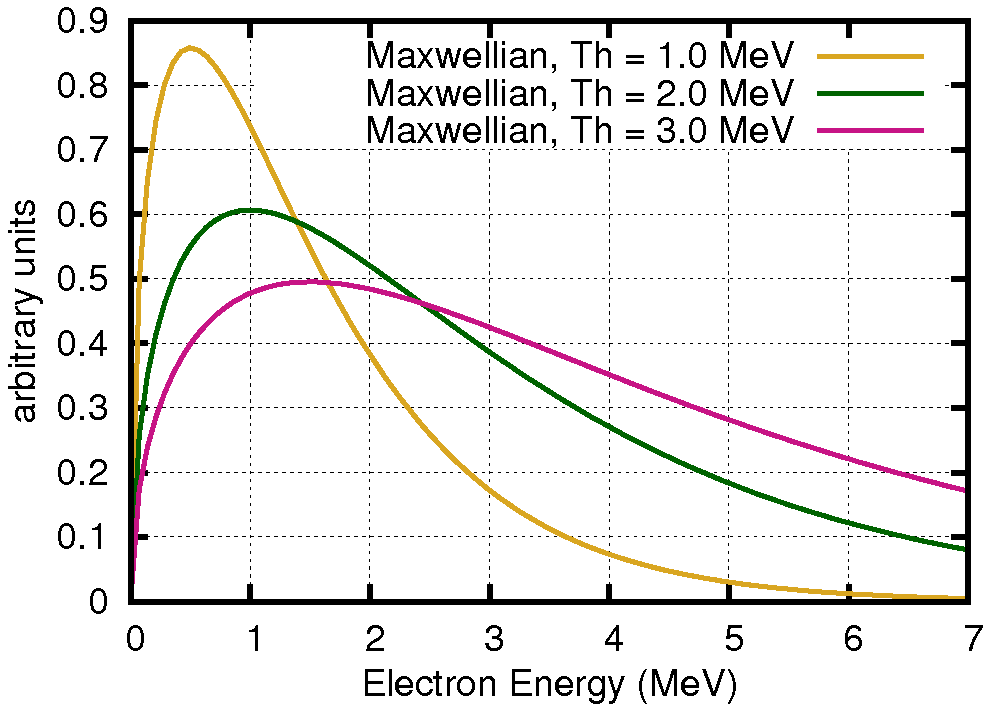 Maxwellian, Th = 1.0 MeV
Maxwellian, Th = 2.0 MeV
Maxwellian, Th = 3.0 MeV
0.9
0.8
0.7
0.6
0.5
0.4
0.3
0.2
0.1
0
arbitrary units
0 1 2 3 4 5 6 7
Electron Energy (MeV)